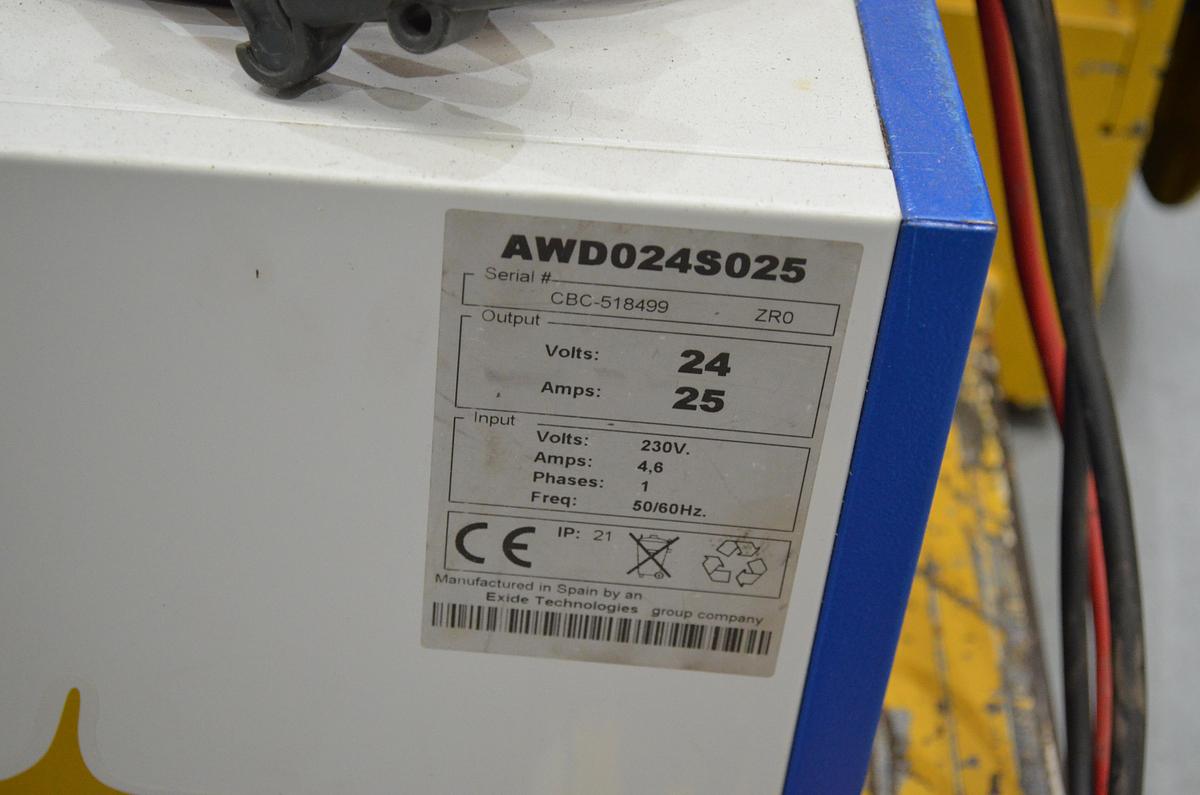 AWD024S025
Serial #
CBC-518499 ZR0
Output
Volts: 24
Amps: 25
Input
Volts: 230V.
Amps: 4,6
Phases: 1
Freq: 50/60Hz.
CE IP: 21
Manufactured in Spain by an
Exide Technologies group company